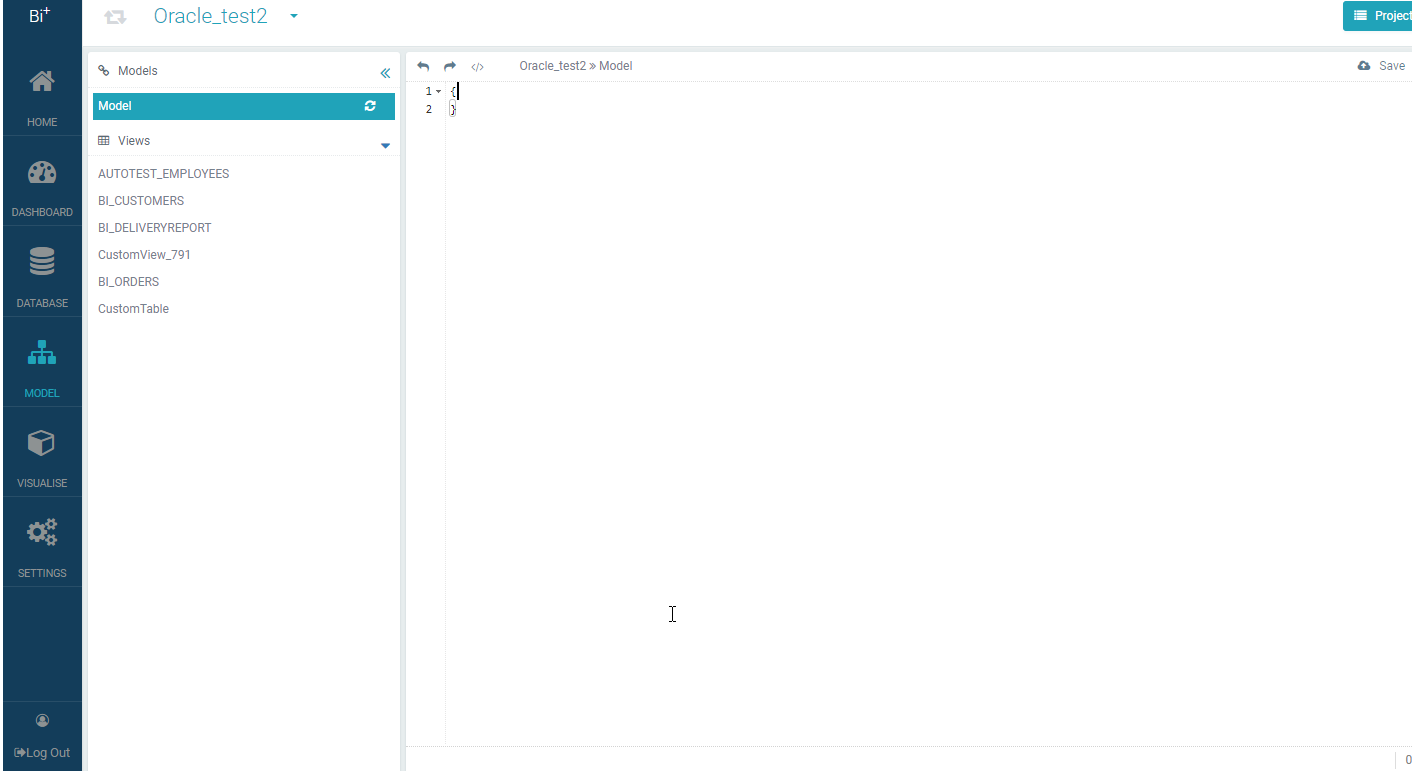 Bi+
Oracle_test2
Project
HOME
DASHBOARD
DATABASE
MODEL
VISUALISE
SETTINGS
Log Out
Models
Model
Views
AUTOTEST_EMPLOYEES
BI_CUSTOMERS
BI_DELIVERYREPORT
CustomView_791
BI_ORDERS
CustomTable
</> Oracle_test2 » Model Save
1 {
2 }
0